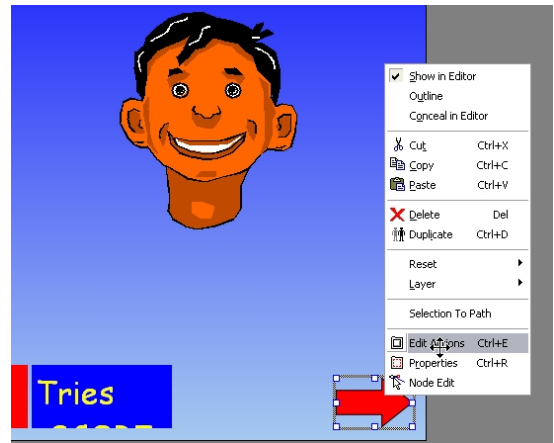 Show in Editor
Outline
Conceal in Editor
Cut Ctrl+X
Copy Ctrl+C
Paste Ctrl+V
Delete Del
Duplicate Ctrl+D
Reset
Layer
Selection To Path
Edit Actions Ctrl+E
Properties Ctrl+R
Node Edit
Tries